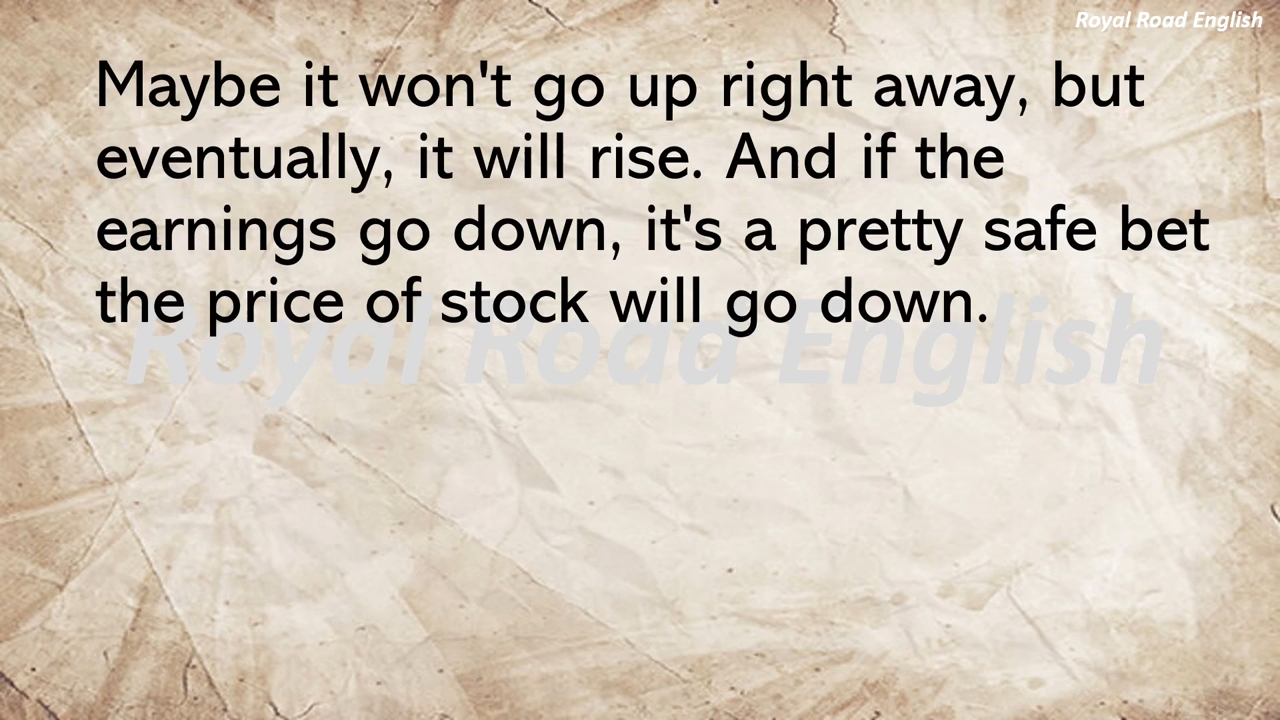 Royal Road English
Maybe it won't go up right away, but
eventually, it will rise. And if the
earnings go down, it's a pretty safe bet
the price of stock will go down.
Royal Road English